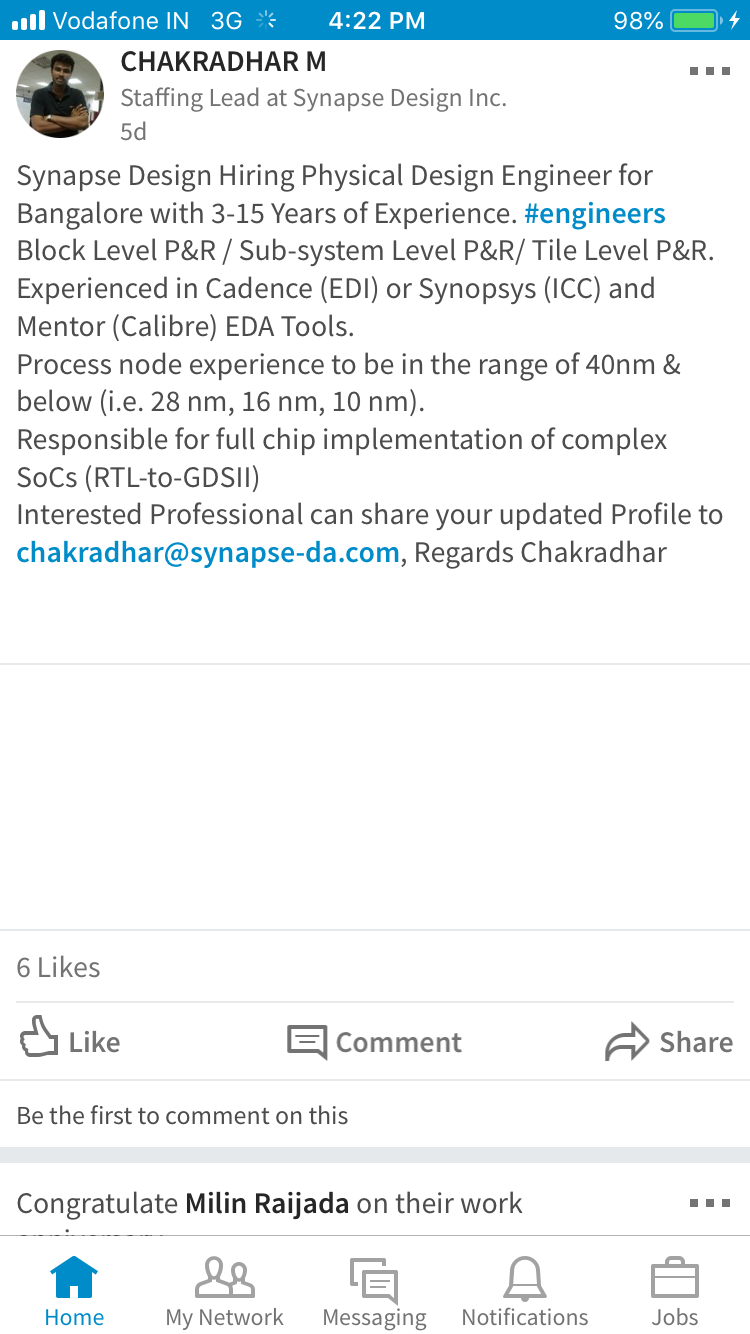 Vodafone IN 3G 4:22 PM 98%
CHAKRADHAR M
Staffing Lead at Synapse Design Inc.
5d
Synapse Design Hiring Physical Design Engineer for
Bangalore with 3-15 Years of Experience. #engineers
Block Level P&R / Sub-system Level P&R/ Tile Level P&R.
Experienced in Cadence (EDI) or Synopsys (ICC) and
Mentor (Calibre) EDA Tools.
Process node experience to be in the range of 40nm &
below (i.e. 28 nm, 16 nm, 10 nm).
Responsible for full chip implementation of complex
SoCs (RTL-to-GDSII)
Interested Professional can share your updated Profile to
chakradhar@synapse-da.com, Regards Chakradhar
6 Likes
Like Comment Share
Be the first to comment on this
Congratulate Milin Raijada on their work
Home My Network Messaging Notifications Jobs